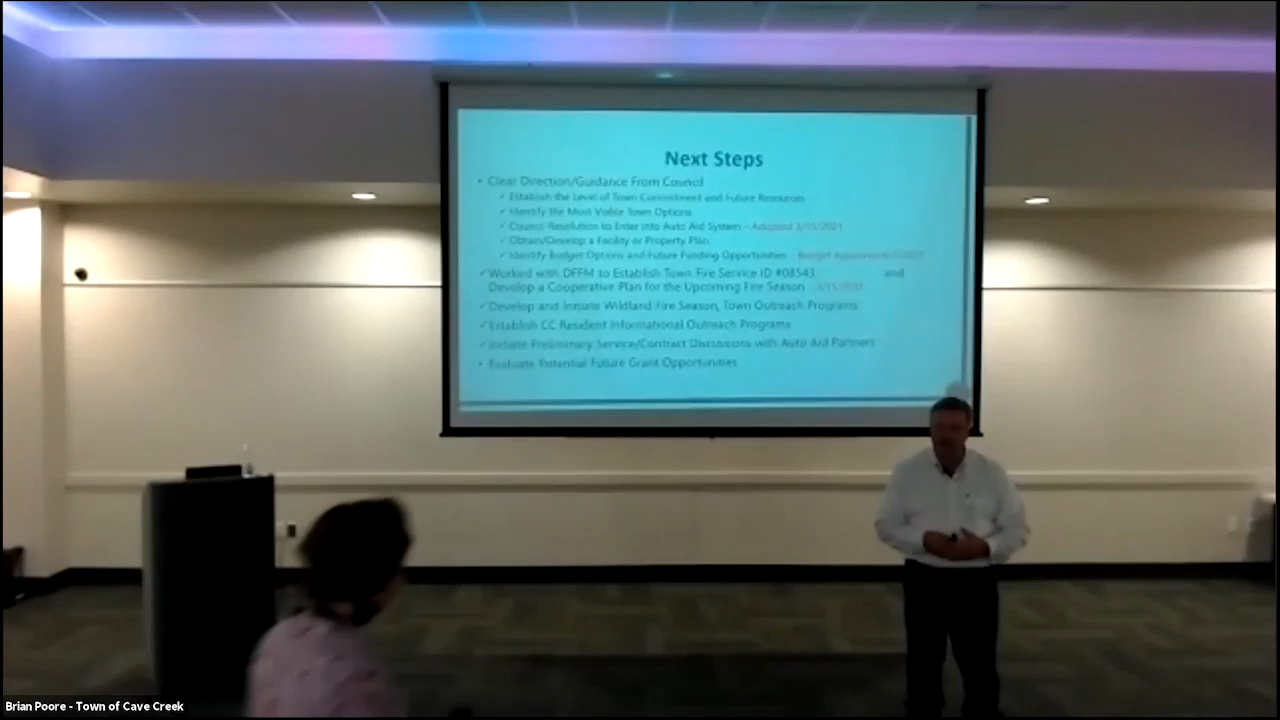 Next Steps
• Clear Direction/Guidance From Council
✓ Establish the Level of Town Commitment and Future Resources
✓ Identify the Most Viable Town Options
✓ Council Resolution to Enter into Auto Aid System – Adopted 3/15/2021
✓ Obtain/Develop a Facility or Property Plan
✓ Identify Budget Options and Future Funding Opportunities Budget
✓ Worked with DFFM to Establish Town Fire Service ID #08543, and
Develop a Cooperative Plan for the Upcoming Fire Season - 3/15/2021
✓ Develop and Initiate Wildland Fire Season, Town Outreach Programs
✓ Establish CC Resident Informational Outreach Programs
✓ Initiate Preliminary Service/Contract Discussions with Auto Aid Partners
• Evaluate Potential Future Grant Opportunities
Brian Poore - Town of Cave Creek